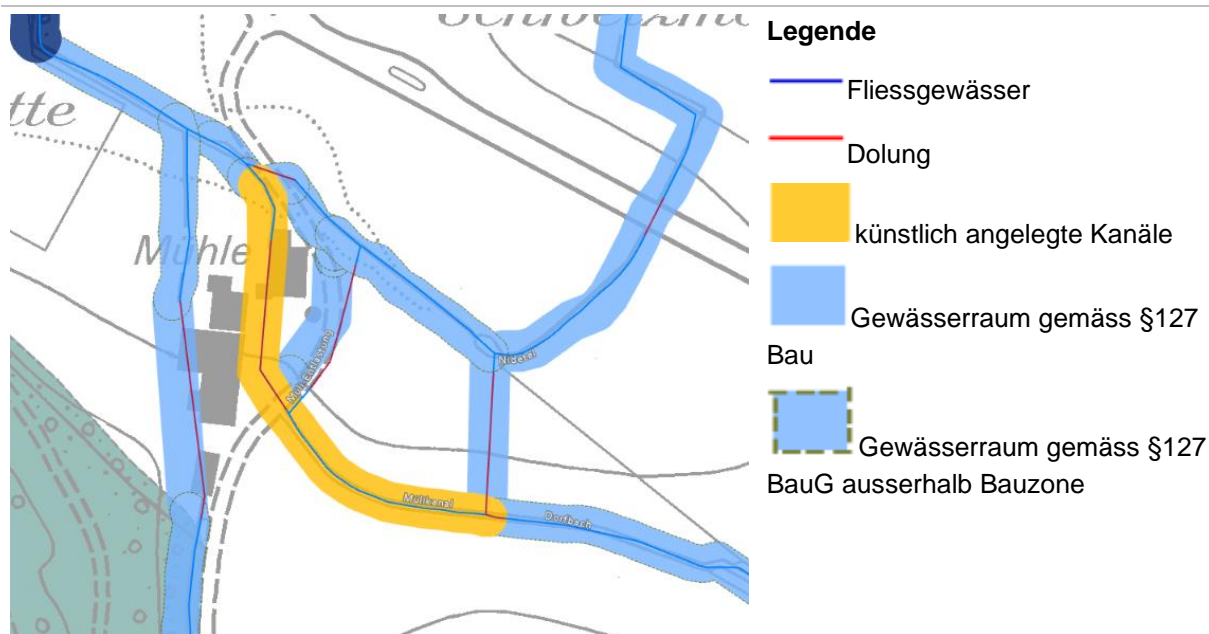 tte
Mühle
Mülikanal
Dorfbach
Legende
Fliessgewässer
Dolung
künstlich angelegte Kanäle
Gewässerraum gemäss §127
Bau
Gewässerraum gemäss §127
BauG ausserhalb Bauzone